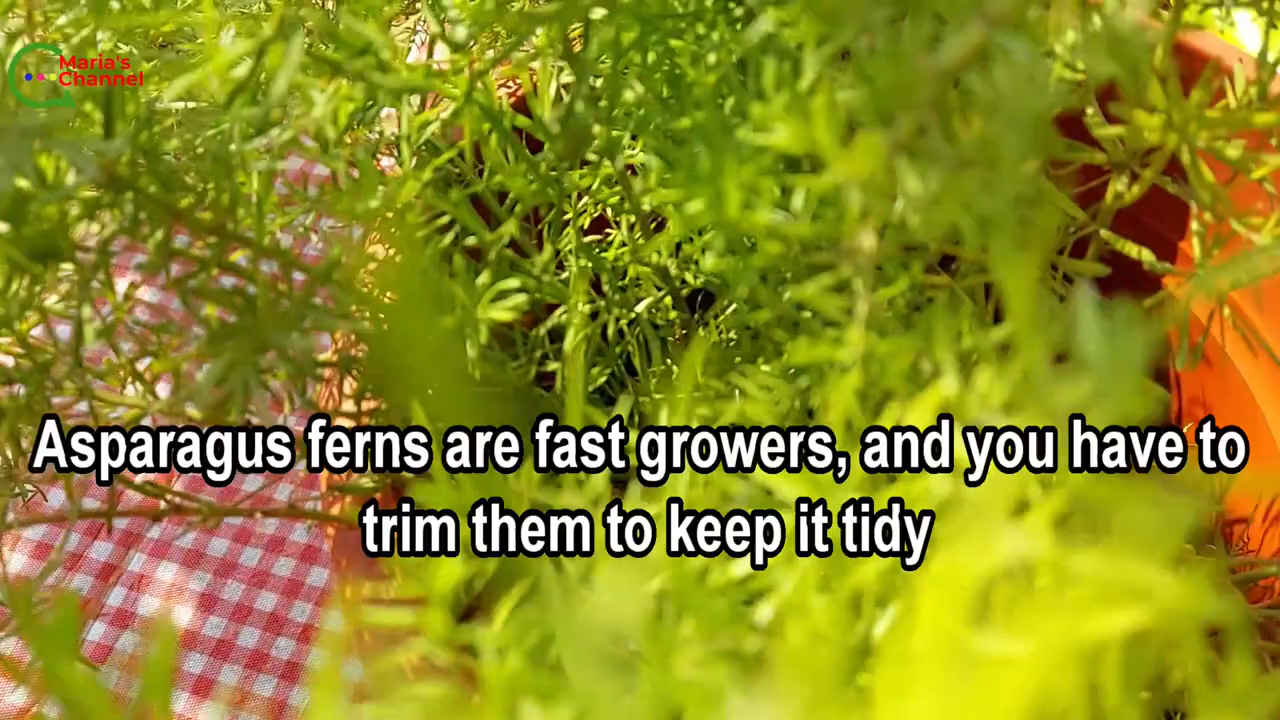 Maria's
Channel
Asparagus ferns are fast growers, and you have to
trim them to keep it tidy